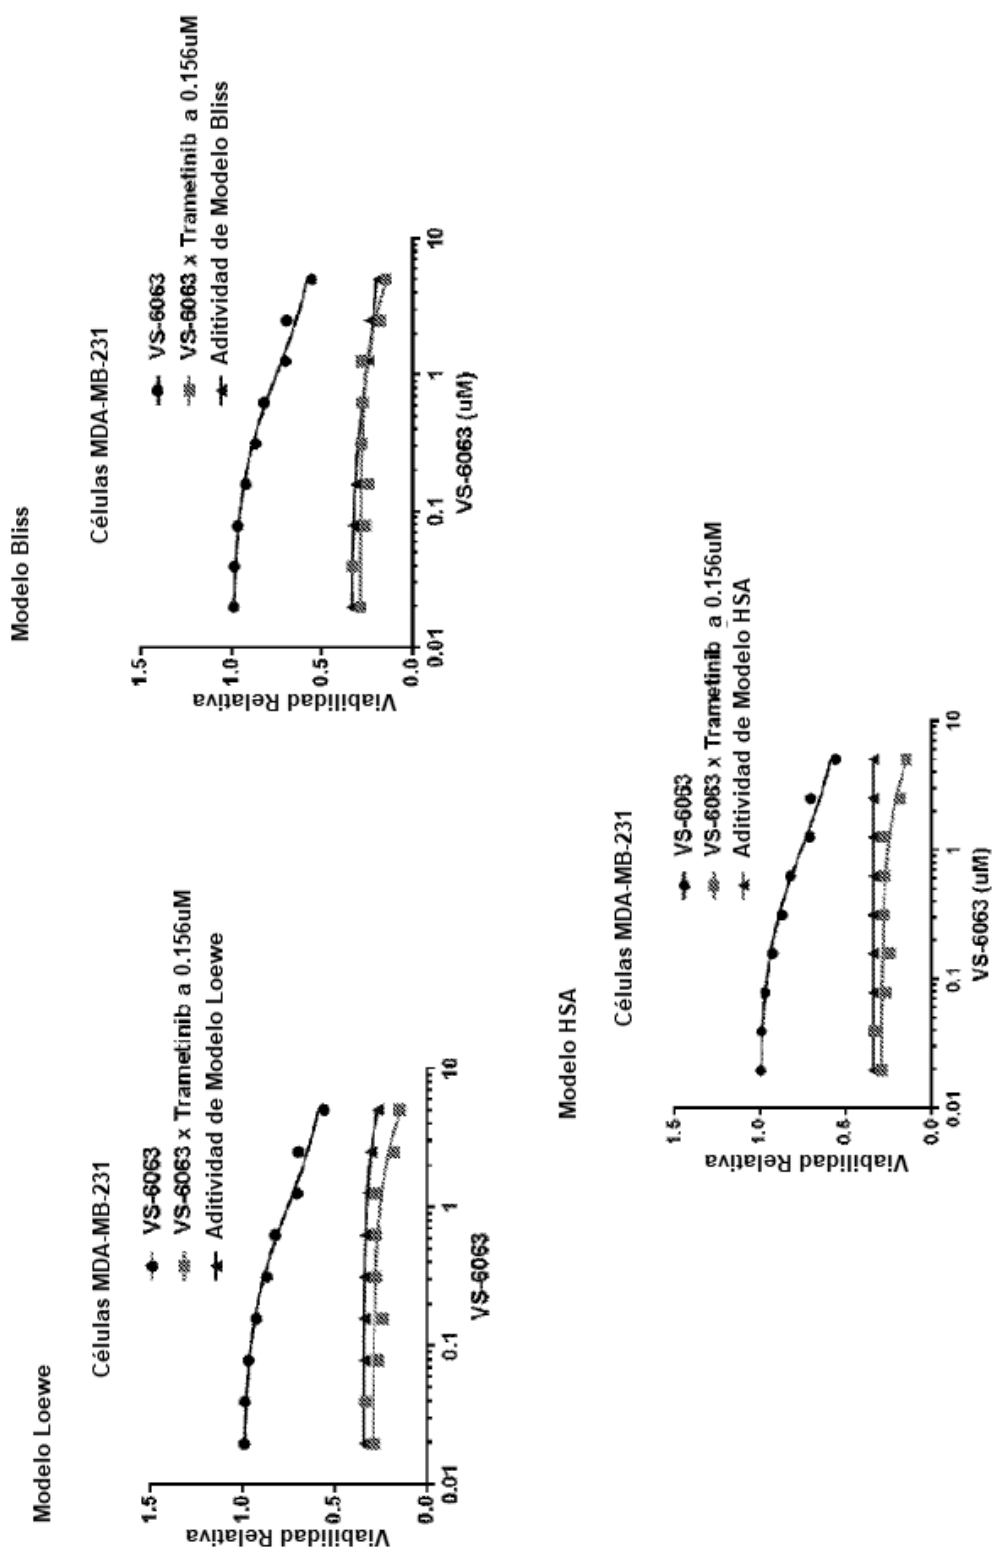 Modelo Loewe
Células MDA-MB-231
VS-6063
VS-6063 x Trametinib a 0.156uM
Aditividad de Modelo Loewe
Viabilidad Relativa
1.5
1.0
0.5
0.0
0.01
0.1
1
10
VS-6063
Modelo Bliss
Células MDA-MB-231
VS-6063
VS-6063 x Trametinib a 0.156uM
Aditividad de Modelo Bliss
Viabilidad Relativa
1.5
1.0
0.5
0.0
0.01
0.1
1
10
VS-6063 (uM)
Modelo HSA
Células MDA-MB-231
VS-6063
VS-6063 x Trametinib a 0.156uM
Aditividad de Modelo HSA
Viabilidad Relativa
1.5
1.0
0.5
0.0
0.01
0.1
1
10
VS-6063 (uM)